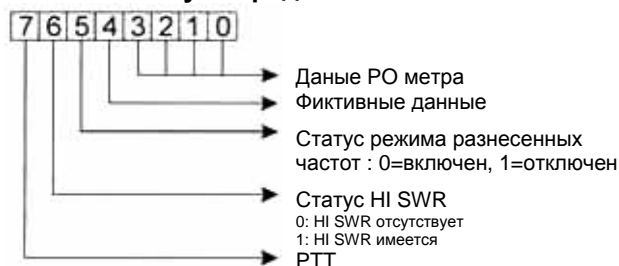 7 6 5 4 3 2 1 0
Даные РО метра
Фиктивные данные
Статус режима разнесенных
частот : 0=включен, 1=отключен
Статус HI SWR
0: HI SWR отсутствует
1: HI SWR имеется
PTT